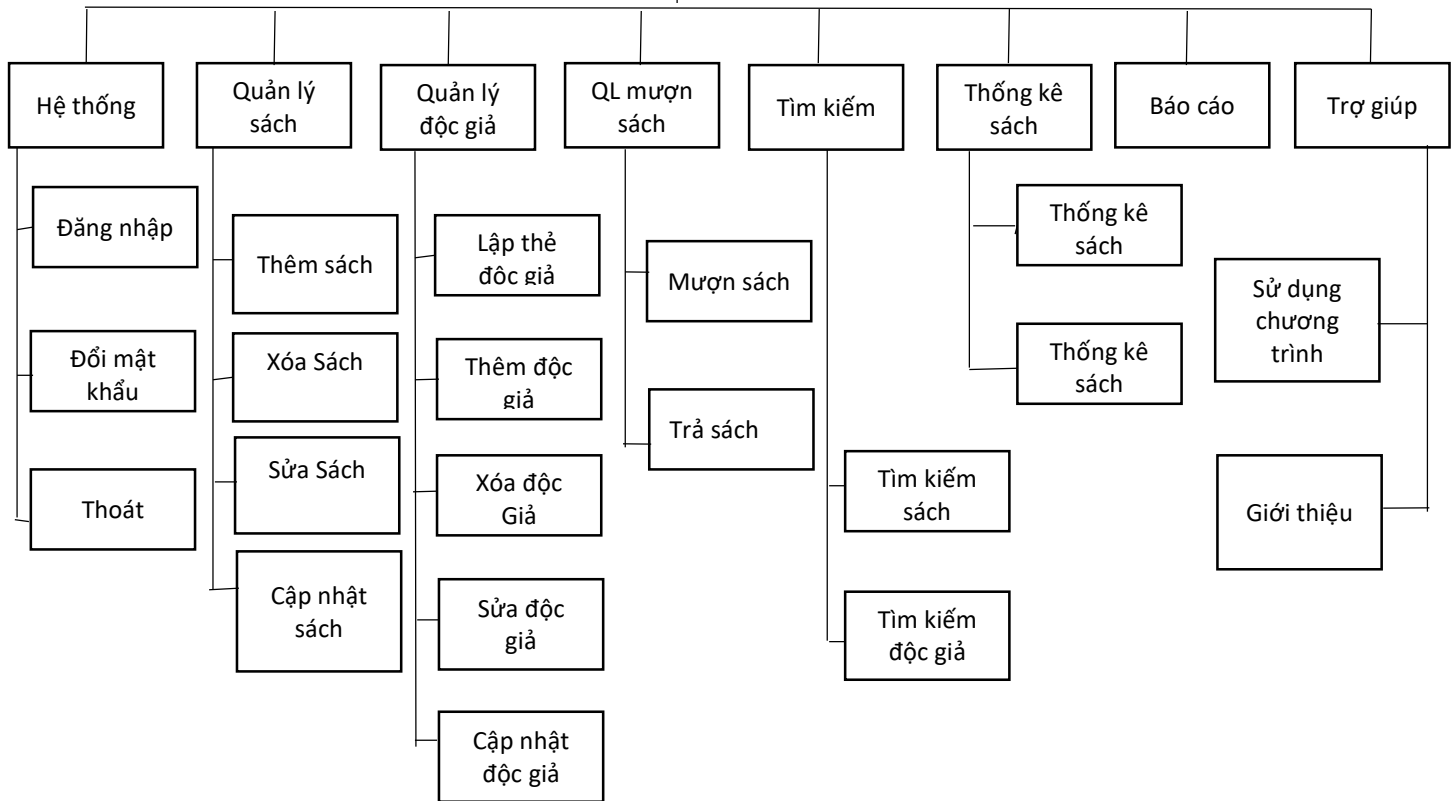 Hệ thống
Quản lý
sách
Quản lý
độc giả
QL mượn
sách
Tìm kiếm
Thống kê
sách
Báo cáo
Trợ giúp
Đăng nhập
Đổi mật
khẩu
Thoát
Thêm sách
Xóa Sách
Sửa Sách
Cập nhật
sách
Lập thẻ
độc giả
Thêm độc
giả
Xóa độc
Giả
Sửa độc
giả
Cập nhật
độc giả
Mượn sách
Trả sách
Tìm kiếm
sách
Tìm kiếm
độc giả
Thống kê
sách
Thống kê
sách
Sử dụng
chương
trình
Giới thiệu